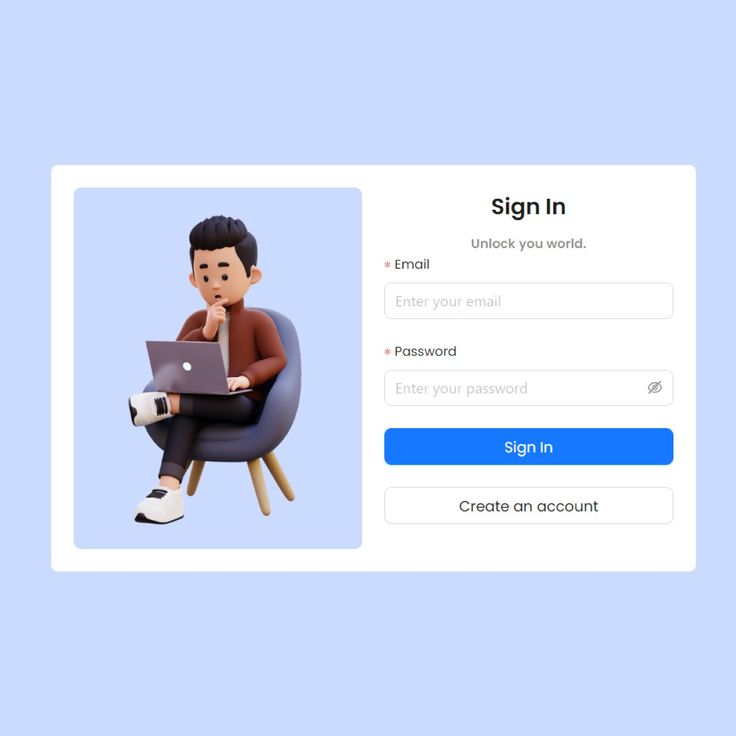 Sign In
Unlock you world.
* Email
Enter your email
* Password
Enter your password
Sign In
Create an account